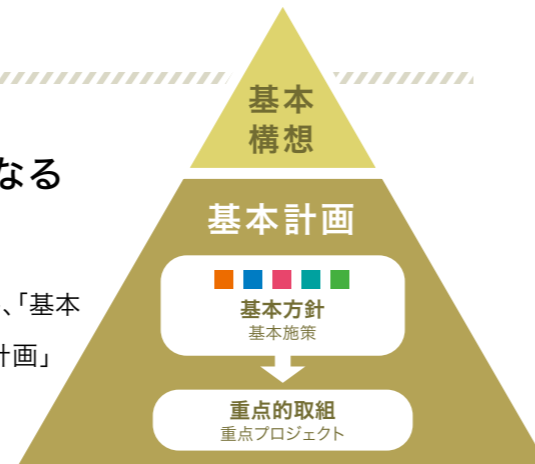 なる
、「基本
計画」
基本
構想
基本計画
基本方針
基本施策
重点的取組
重点プロジェクト